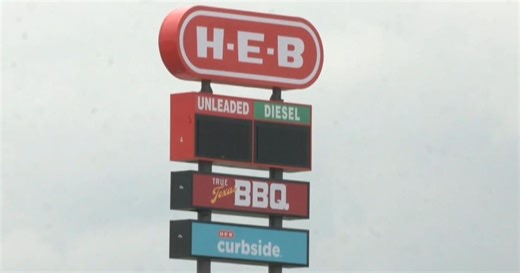 H-E-B
UNLEADED DIESEL
TRUE
Texas BBQ
H-E-B
curbside